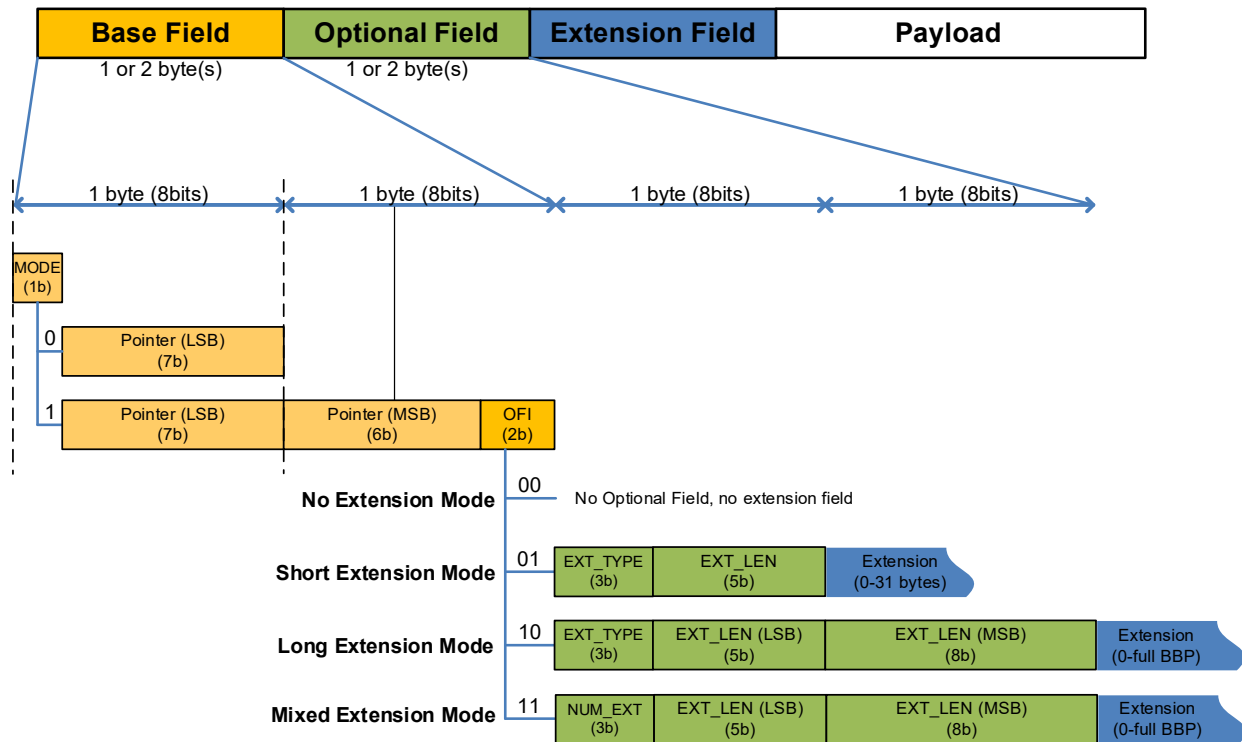 Base Field Optional Field Extension Field Payload
1 or 2 byte(s) 1 or 2 byte(s)
1 byte (8bits) 1 byte (8bits) 1 byte (8bits) 1 byte (8bits)
MODE
(1b)
0 Pointer (LSB)
(7b)
1 Pointer (LSB) Pointer (MSB) OFI
(7b) (6b) (2b)
No Extension Mode 00 No Optional Field, no extension field
Short Extension Mode 01 EXT_TYPE EXT_LEN Extension
(3b) (5b) (0-31 bytes)
Long Extension Mode 10 EXT_TYPE EXT_LEN (LSB) EXT_LEN (MSB) Extension
(3b) (5b) (8b) (0-full BBP)
Mixed Extension Mode 11 NUM_EXT EXT_LEN (LSB) EXT_LEN (MSB) Extension
(3b) (5b) (8b) (0-full BBP)